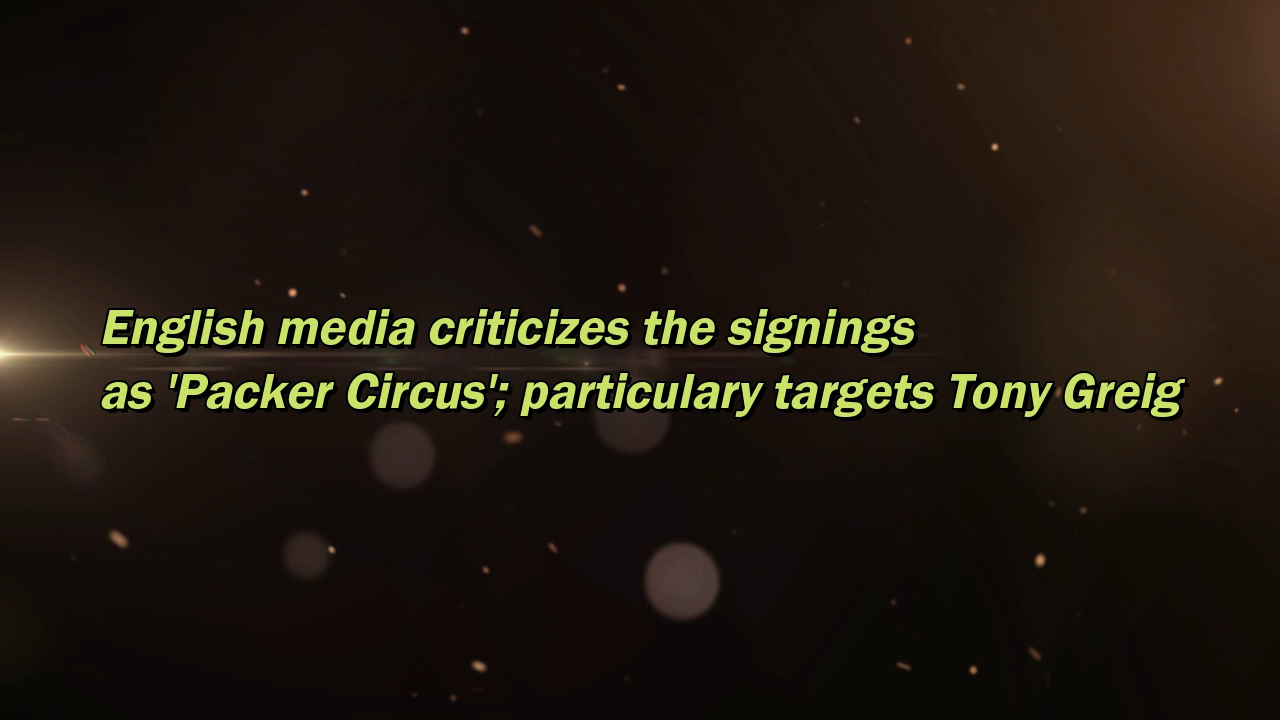 English media criticizes the signings
as 'Packer Circus'; particulary targets Tony Greig